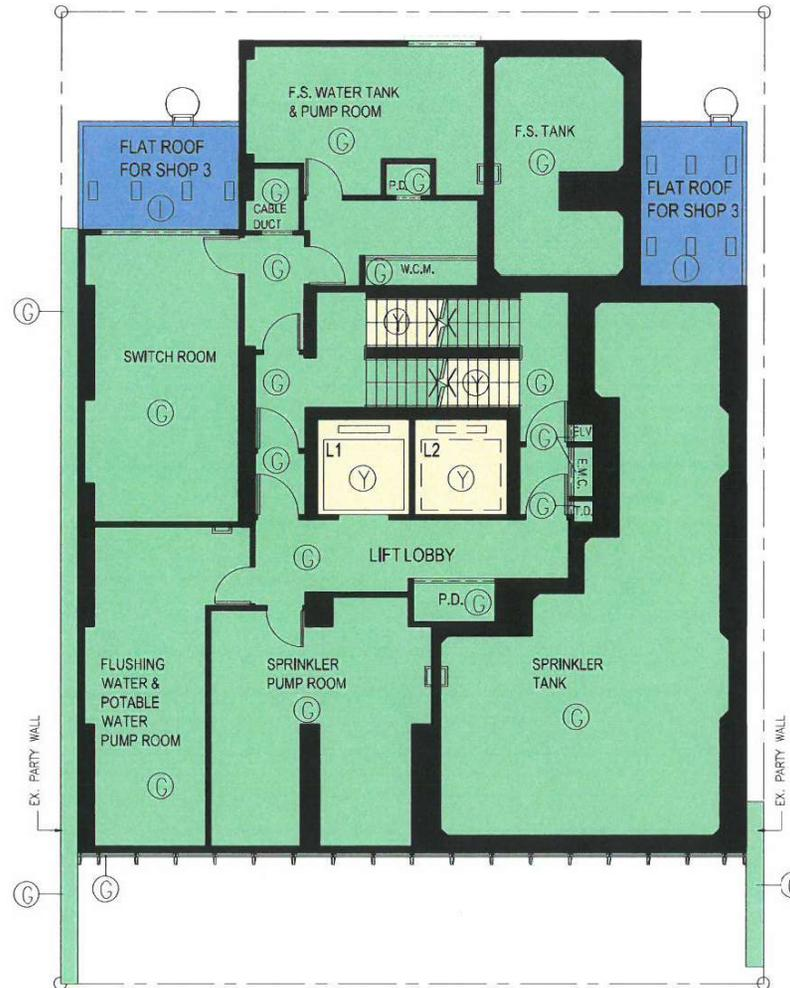 F.S. WATER TANK
& PUMP ROOM
G
F.S. TANK
G
FLAT ROOF
FOR SHOP 3
I
FLAT ROOF
FOR SHOP 3
I
G
CABLE
DUCT
P.D.
G
G
G
W.C.M.
G
SWITCH ROOM
G
Y
Y
G
G
G
L1
Y
L2
Y
G
ELV
E.M.C.
G
T.D.
G
LIFT LOBBY
P.D.
G
FLUSHING
WATER &
POTABLE
WATER
PUMP ROOM
G
SPRINKLER
PUMP ROOM
G
SPRINKLER
TANK
G
EX. PARTY WALL
EX. PARTY WALL
G
G
G